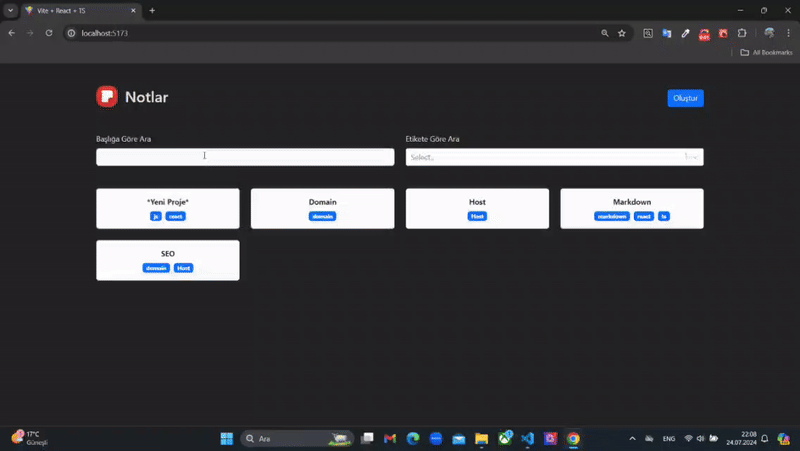 Vite + React + TS
localhost:5173
All Bookmarks
Notlar
Oluştur
Başlığa Göre Ara
Etikete Göre Ara
Select...
*Yeni Proje*
js react
Domain
domain
Host
Host
Markdown
markdown react ts
SEO
domain Host
17°C
Güneşli
Ara
ENG
22:08
24.07.2024